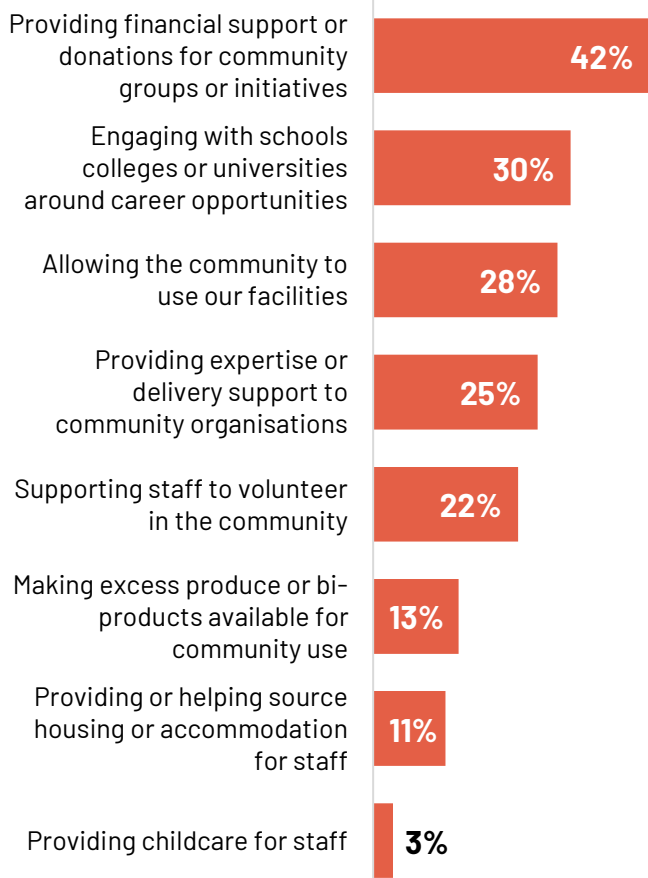 Providing financial support or
donations for community
groups or initiatives
42%
Engaging with schools
colleges or universities
around career opportunities
30%
Allowing the community to
use our facilities
28%
Providing expertise or
delivery support to
community organisations
25%
Supporting staff to volunteer
in the community
22%
Making excess produce or bi-
products available for
community use
13%
Providing or helping source
housing or accommodation
for staff
11%
Providing childcare for staff
3%